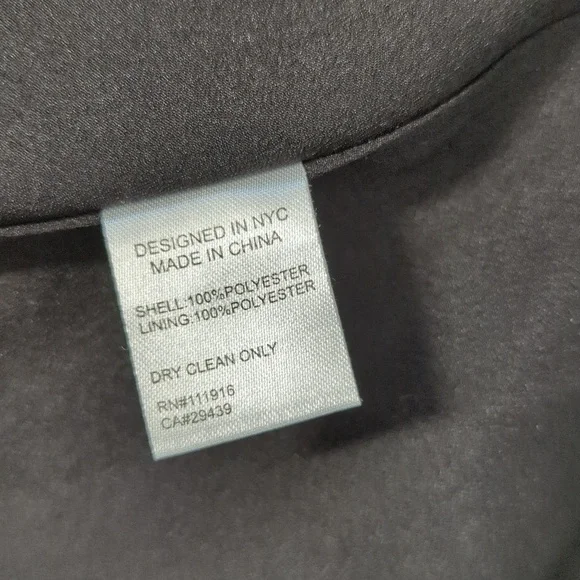 DESIGNED IN NYC
MADE IN CHINA
SHELL:100%POLYESTER
LINING:100%POLYESTER
DRY CLEAN ONLY
RN#111916
CA#29439